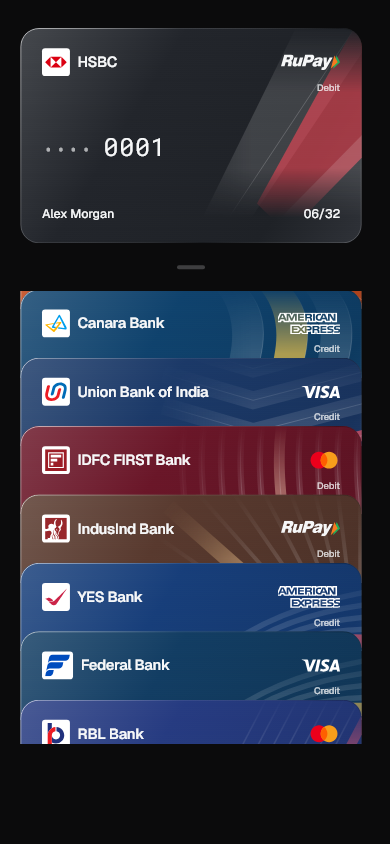 HSBC
RuPay
Debit
···· 0001
Alex Morgan
06/32
Canara Bank
AMERICAN
EXPRESS
Credit
Union Bank of India
VISA
Credit
IDFC FIRST Bank
Debit
IndusInd Bank
RuPay
Debit
YES Bank
AMERICAN
EXPRESS
Credit
Federal Bank
VISA
Credit
RBL Bank